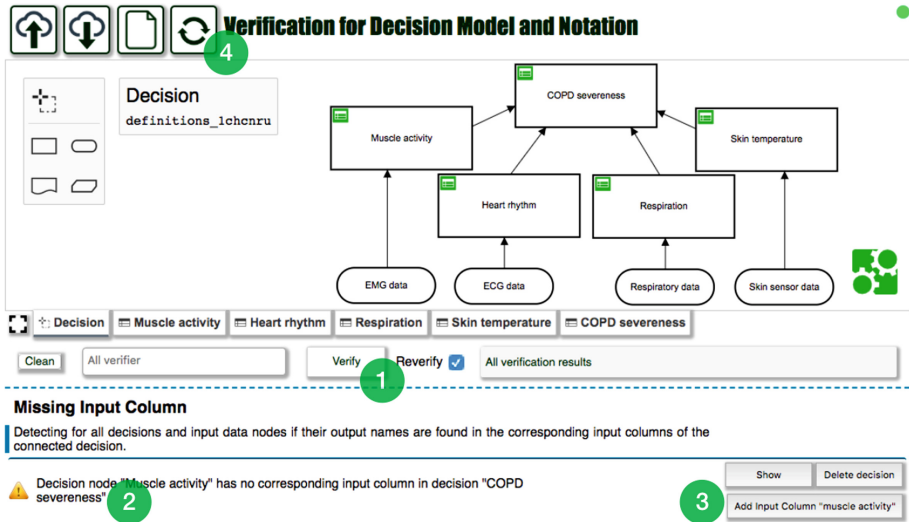 Verification for Decision Model and Notation
4
Decision
definitions_1chcnru
COPD severeness
Muscle activity
Skin temperature
Heart rhythm
Respiration
EMG data
ECG data
Respiratory data
Skin sensor data
Decision
Muscle activity
Heart rhythm
Respiration
Skin temperature
COPD severeness
Clean
All verifier
Verify
Reverify
All verification results
1
Missing Input Column
Detecting for all decisions and input data nodes if their output names are found in the corresponding input columns of the
connected decision.
Decision node "Muscle activity" has no corresponding input column in decision "COPD
severeness"
2
3
Show
Delete decision
Add Input Column "muscle activity"